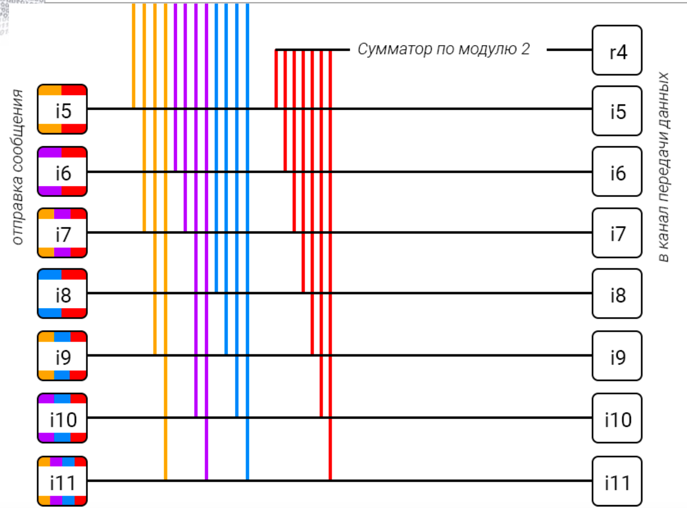 Сумматор по модулю 2
r4
отправка сообщения
в канал передачи данных
i5
i5
i6
i6
i7
i7
i8
i8
i9
i9
i10
i10
i11
i11